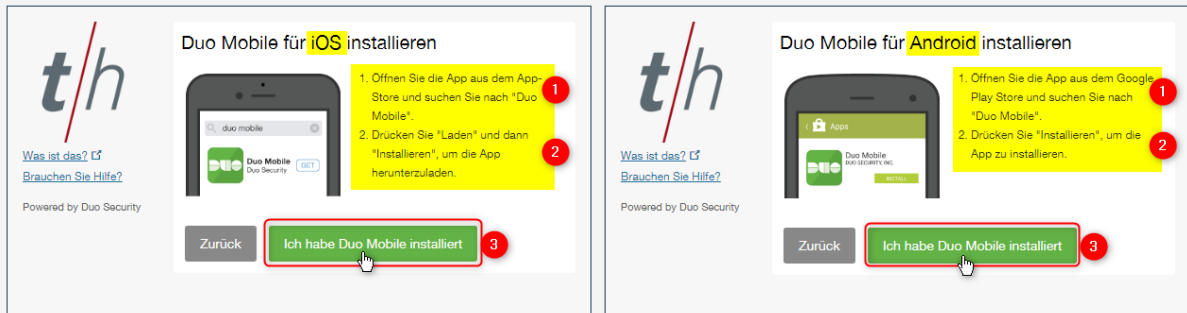 t/h
Was ist das?
Brauchen Sie Hilfe?
Powered by Duo Security
Duo Mobile für iOS installieren
duo mobile
Duo Mobile
Duo Security
GET
1. Öffnen Sie die App aus dem App-
Store und suchen Sie nach "Duo
Mobile".
2. Drücken Sie "Laden" und dann
"Installieren", um die App
herunterzuladen.
1
2
Zurück
Ich habe Duo Mobile installiert
3
t/h
Was ist das?
Brauchen Sie Hilfe?
Powered by Duo Security
Duo Mobile für Android installieren
Apps
Duo Mobile
DUO SECURITY, INC.
INSTALL
1. Öffnen Sie die App aus dem Google
Play Store und suchen Sie nach
"Duo Mobile".
2. Drücken Sie "Installieren", um die
App zu installieren.
1
2
Zurück
Ich habe Duo Mobile installiert
3